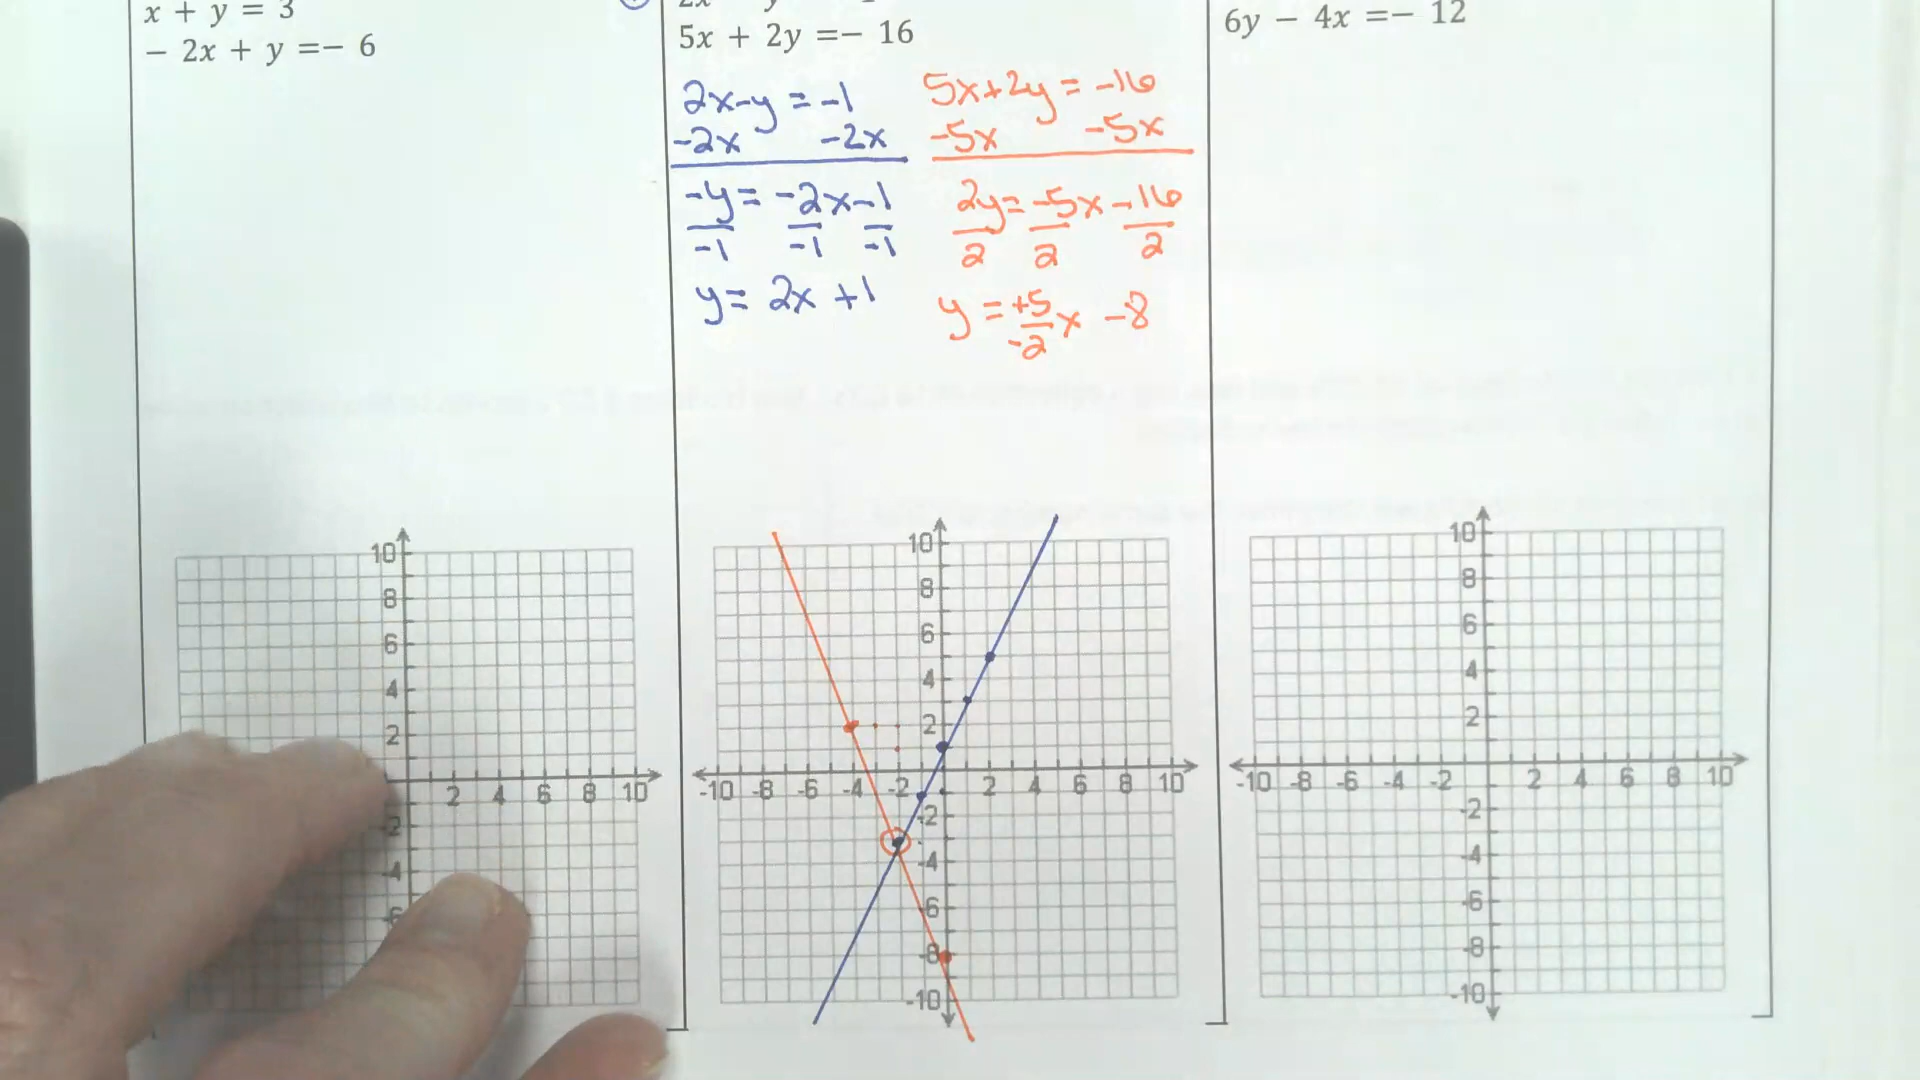 x + y = 3
− 2x + y =− 6
5x + 2y =− 16
6y − 4x =− 12
2x-y = -1
-2x -2x
-y = -2x-1
-1 -1 -1
y = 2x +1
5x+2y = -16
-5x -5x
2y = -5x -16
2 2 2
y = +5/-2 x -8
10
8
6
4
2
2 4 6 8 10
-2
-4
10
8
6
4
2
-10 -8 -6 -4 -2 2 4 6 8 10
-2
-4
-6
-8
-10
10
8
6
4
2
-10 -8 -6 -4 -2 2 4 6 8 10
-2
-4
-6
-8
-10